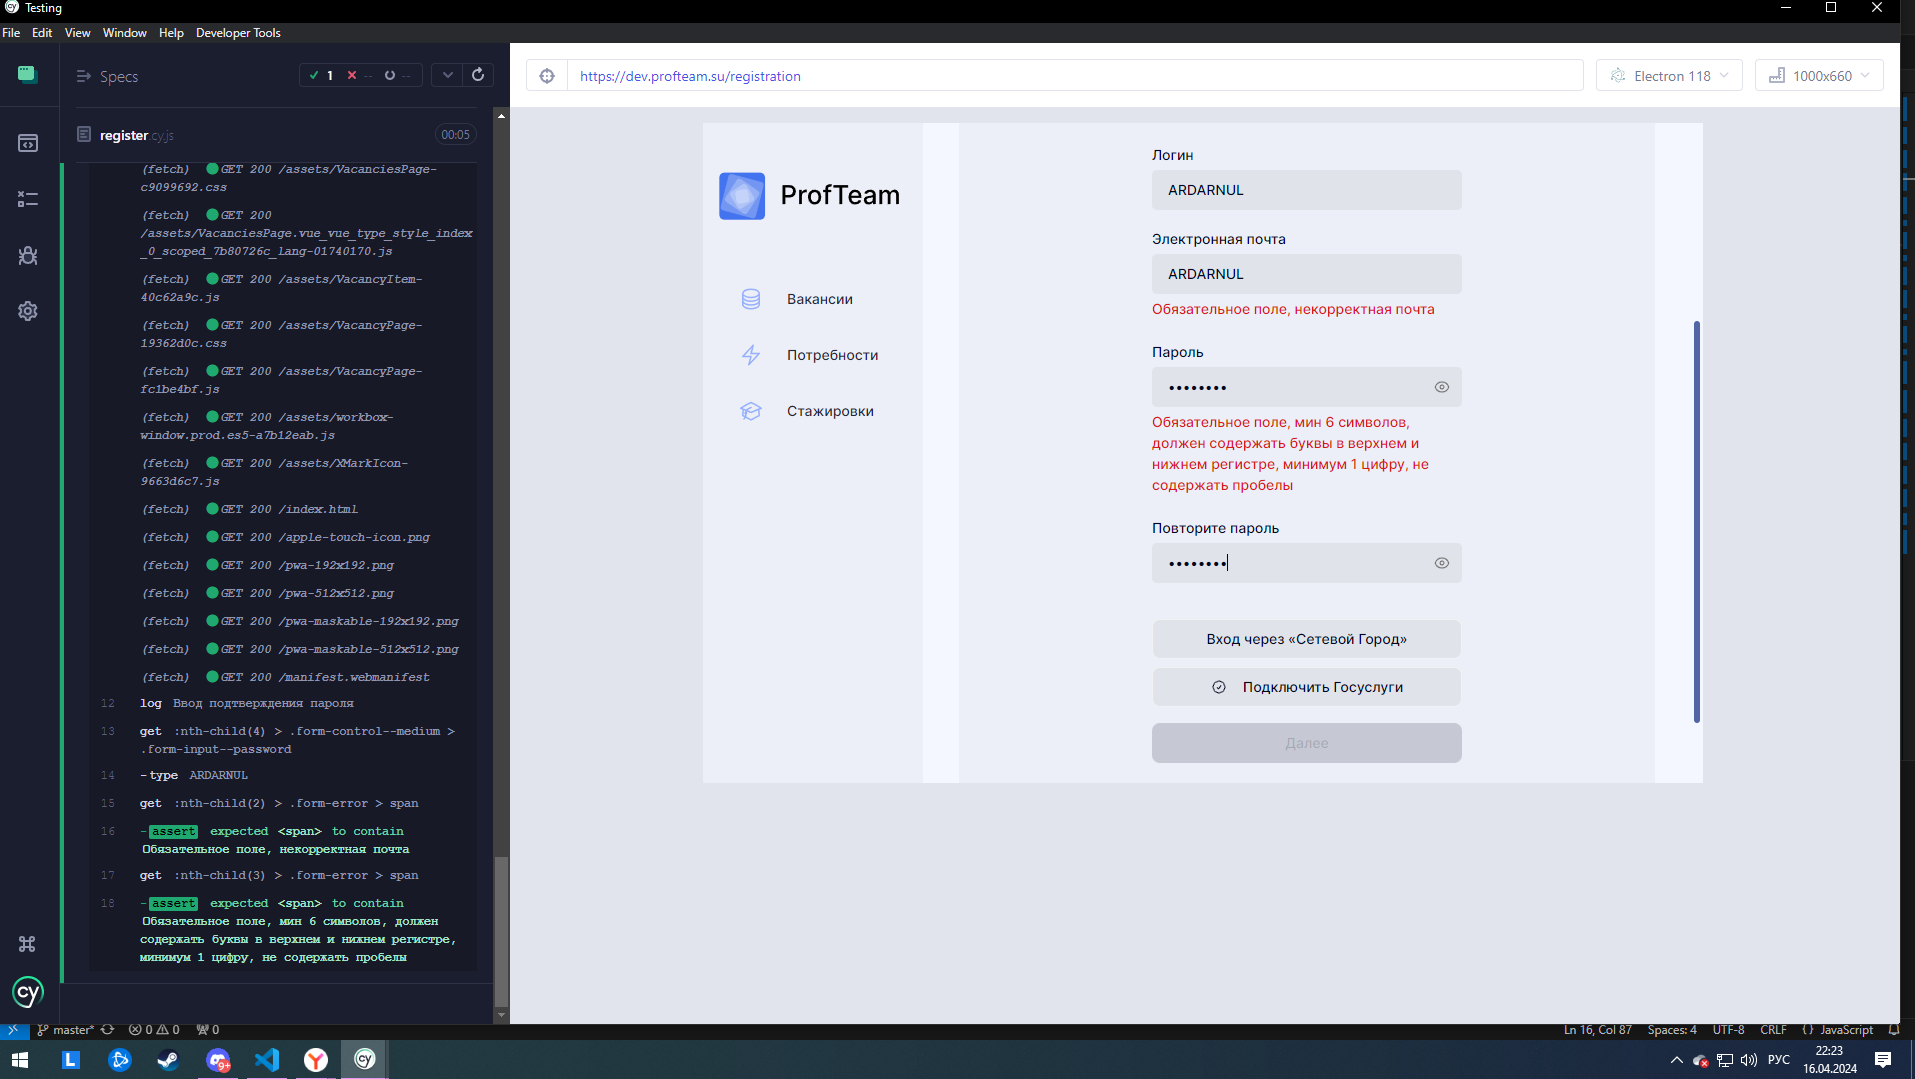 Testing
File Edit View Window Help Developer Tools
Specs
1 -- --
register.cy.js
00:05
(fetch) GET 200 /assets/VacanciesPage-
c9099692.css
(fetch) GET 200
/assets/VacanciesPage.vue_vue_type_style_index
_0_scoped_7b80726c_lang-01740170.js
(fetch) GET 200 /assets/VacancyItem-
40c62a9c.js
(fetch) GET 200 /assets/VacancyPage-
19362d0c.css
(fetch) GET 200 /assets/VacancyPage-
fc1be4bf.js
(fetch) GET 200 /assets/workbox-
window.prod.es5-a7b12eab.js
(fetch) GET 200 /assets/XMarkIcon-
9663d6c7.js
(fetch) GET 200 /index.html
(fetch) GET 200 /apple-touch-icon.png
(fetch) GET 200 /pwa-192x192.png
(fetch) GET 200 /pwa-512x512.png
(fetch) GET 200 /pwa-maskable-192x192.png
(fetch) GET 200 /pwa-maskable-512x512.png
(fetch) GET 200 /manifest.webmanifest
12 log Ввод подтверждения пароля
13 get :nth-child(4) > .form-control--medium >
.form-input--password
14 -type ARDARNUL
15 get :nth-child(2) > .form-error > span
16 -assert expected <span> to contain
Обязательное поле, некорректная почта
17 get :nth-child(3) > .form-error > span
18 -assert expected <span> to contain
Обязательное поле, мин 6 символов, должен
содержать буквы в верхнем и нижнем регистре,
минимум 1 цифру, не содержать пробелы
cy
https://dev.profteam.su/registration
Electron 118
1000x660
ProfTeam
Вакансии
Потребности
Стажировки
Логин
ARDARNUL
Электронная почта
ARDARNUL
Обязательное поле, некорректная почта
Пароль
••••••••
Обязательное поле, мин 6 символов,
должен содержать буквы в верхнем и
нижнем регистре, минимум 1 цифру, не
содержать пробелы
Повторите пароль
••••••••
Вход через «Сетевой Город»
Подключить Госуслуги
Далее
master* 0 0 0
Ln 16, Col 87 Spaces: 4 UTF-8 CRLF {} JavaScript
L 9+ Y cy
РУС
22:23
16.04.2024